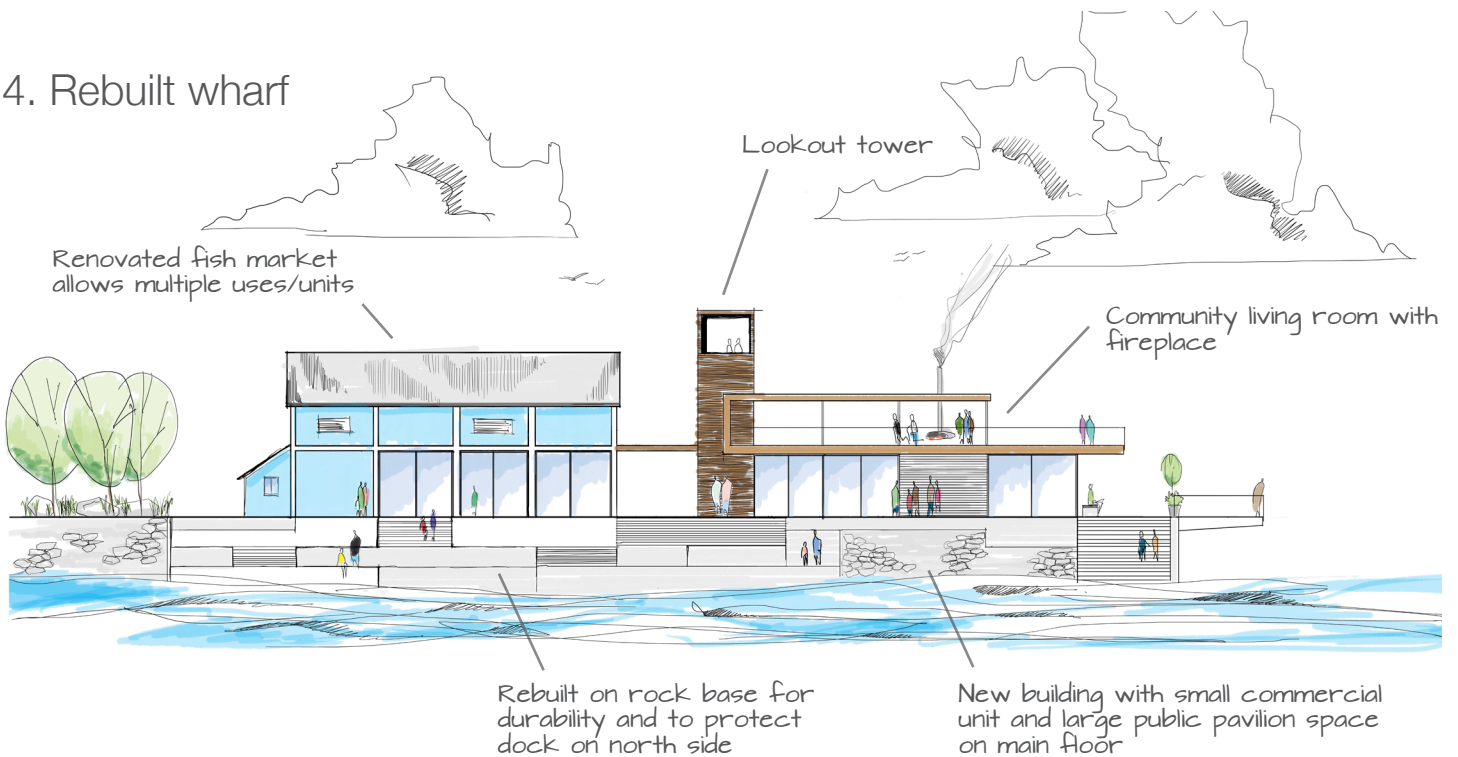 4. Rebuilt wharf
Lookout tower
Renovated fish market
allows multiple uses/units
Community living room with
fireplace
Rebuilt on rock base for
durability and to protect
dock on north side
New building with small commercial
unit and large public pavilion space
on main floor